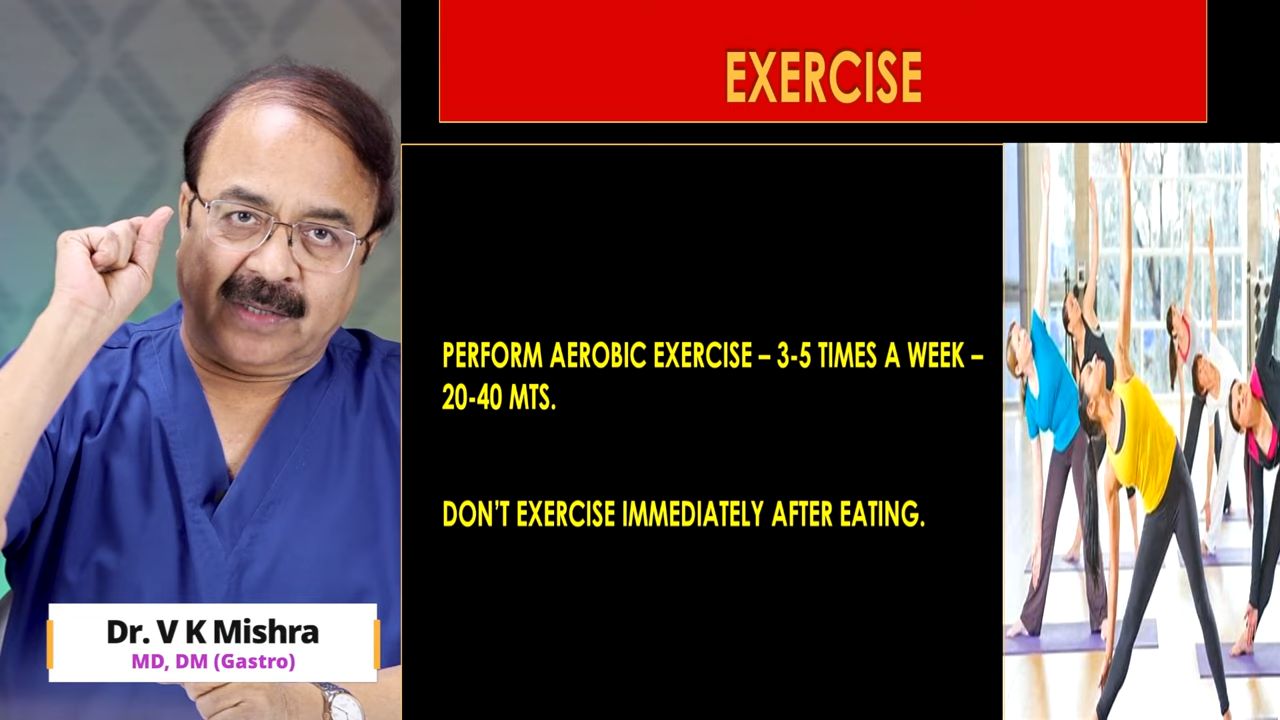 EXERCISE
PERFORM AEROBIC EXERCISE – 3-5 TIMES A WEEK –
20-40 MTS.
DON'T EXERCISE IMMEDIATELY AFTER EATING.
Dr. V K Mishra
MD, DM (Gastro)